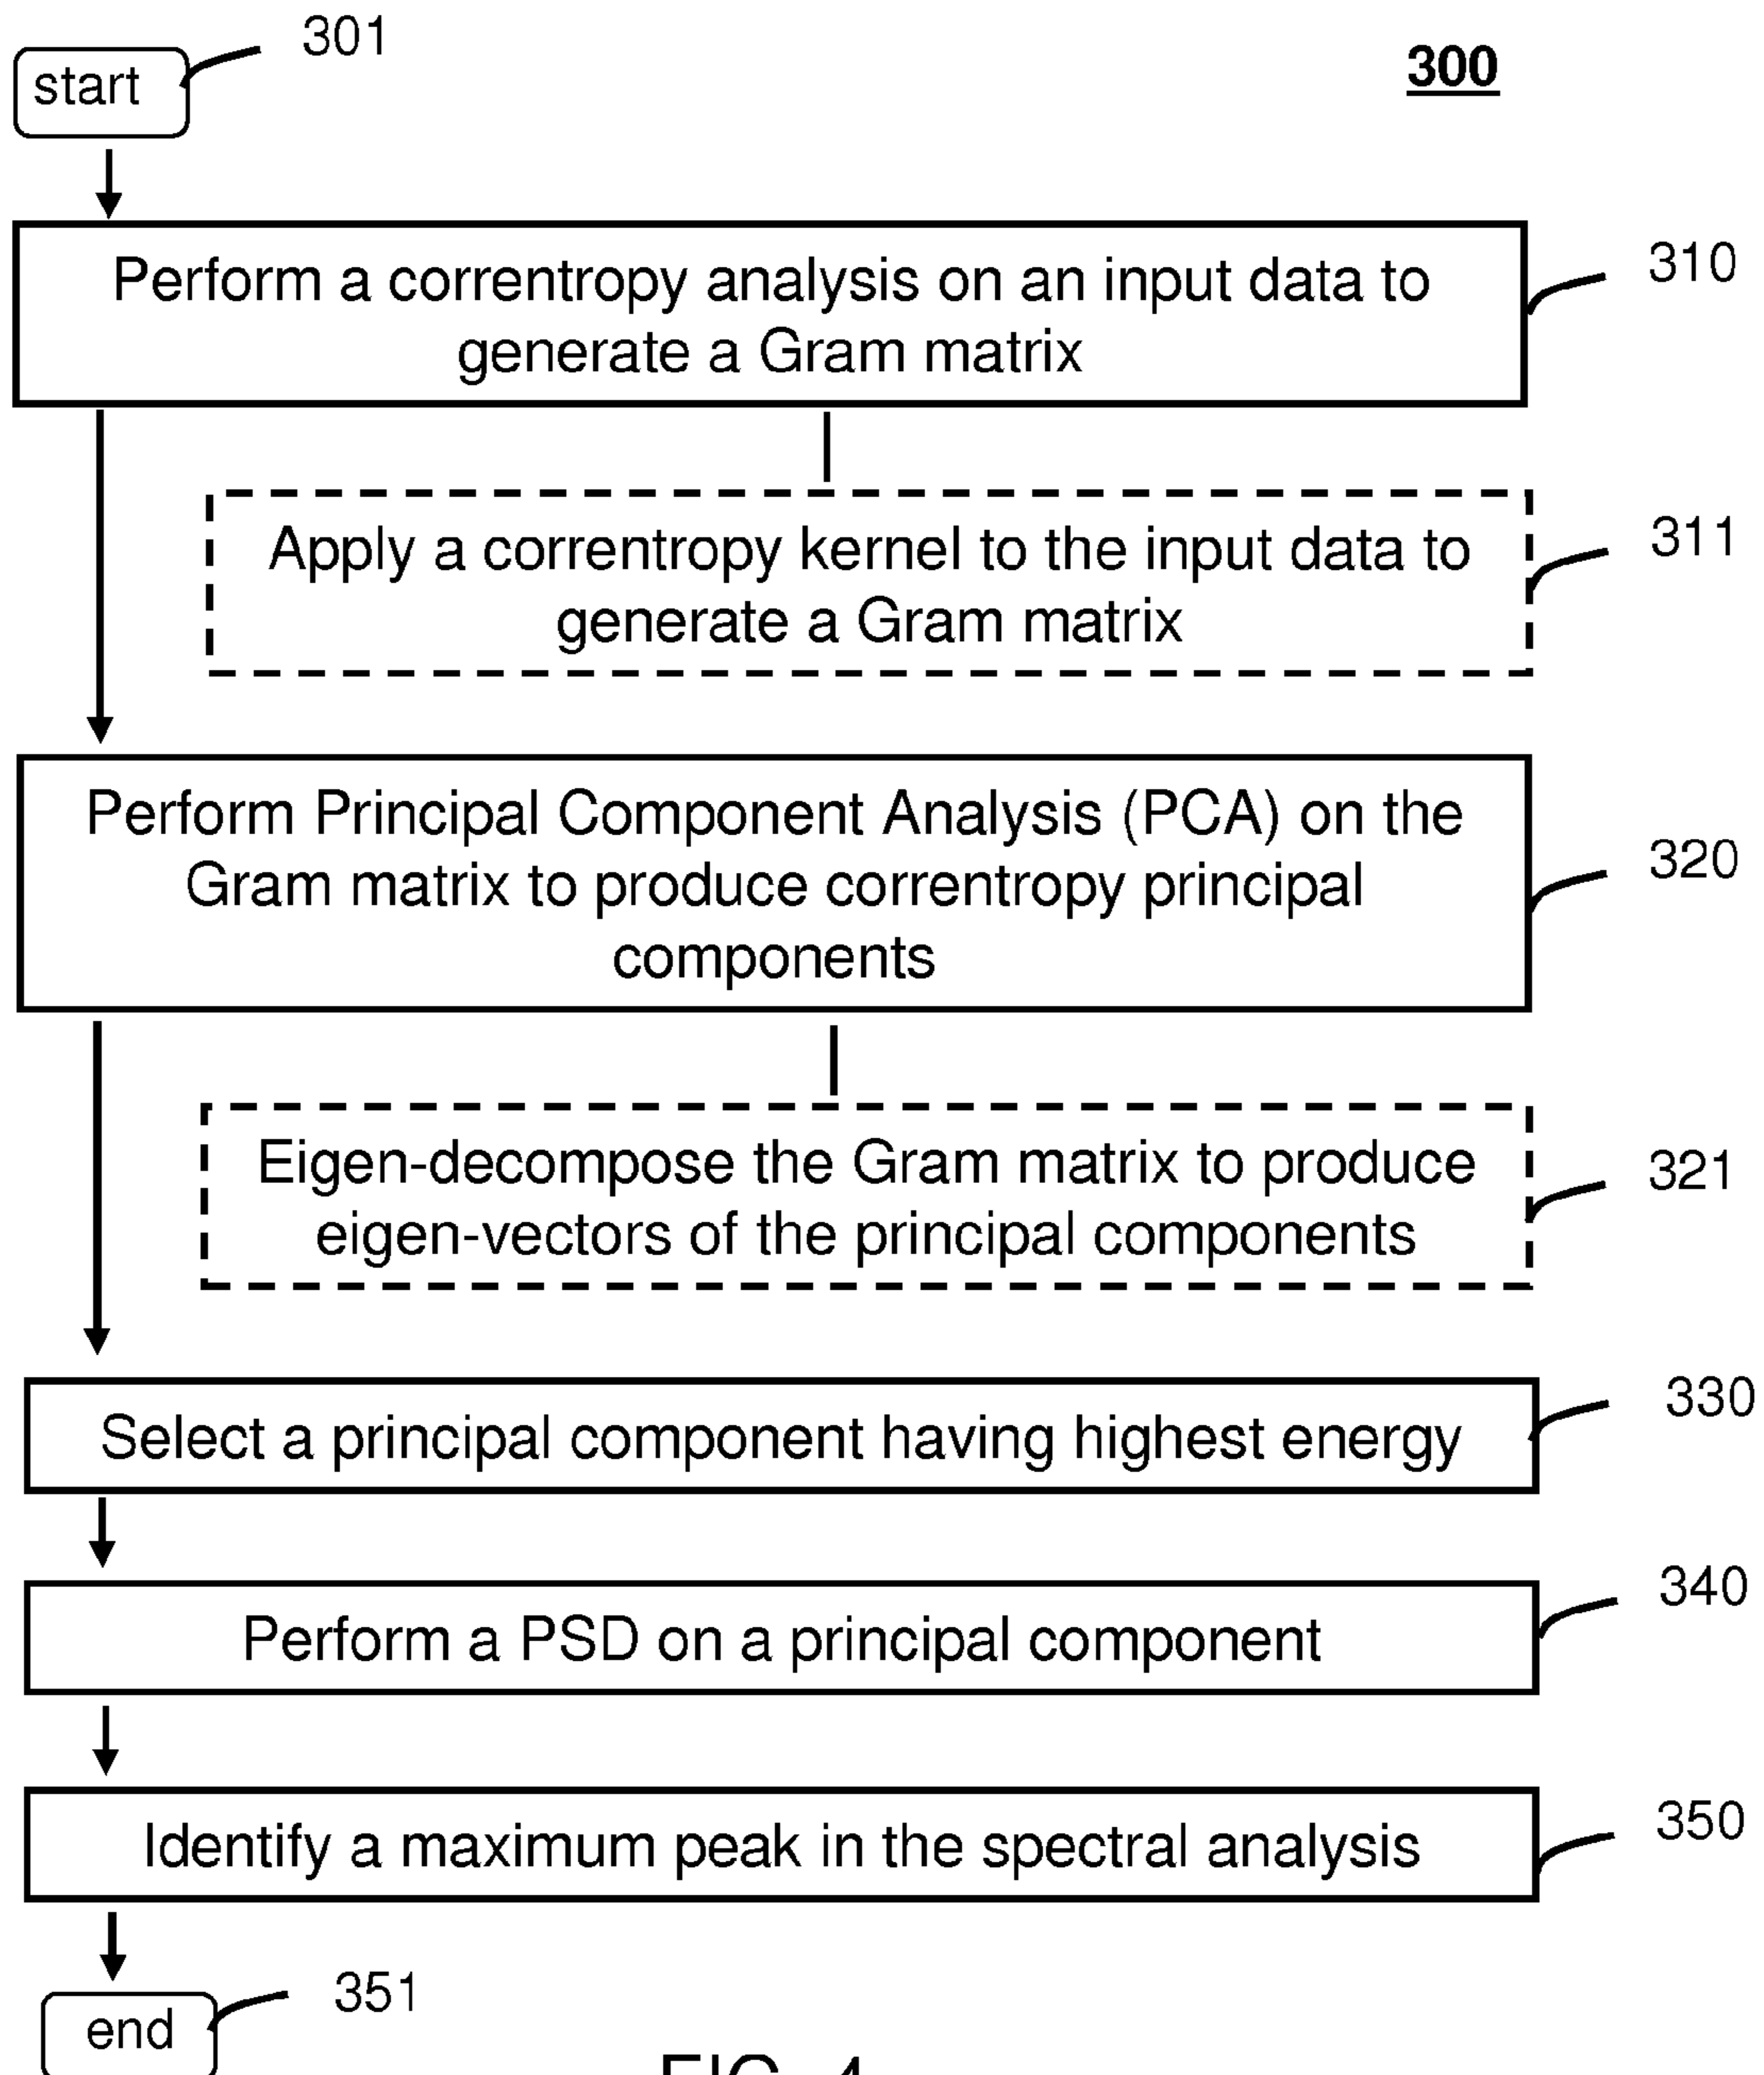 301
300
start
Perform a correntropy analysis on an input data to
generate a Gram matrix
310
Apply a correntropy kernel to the input data to
generate a Gram matrix
311
Perform Principal Component Analysis (PCA) on the
Gram matrix to produce correntropy principal
components
320
Eigen-decompose the Gram matrix to produce
eigen-vectors of the principal components
321
Select a principal component having highest energy
330
Perform a PSD on a principal component
340
Identify a maximum peak in the spectral analysis
350
end
351
FIG. 4